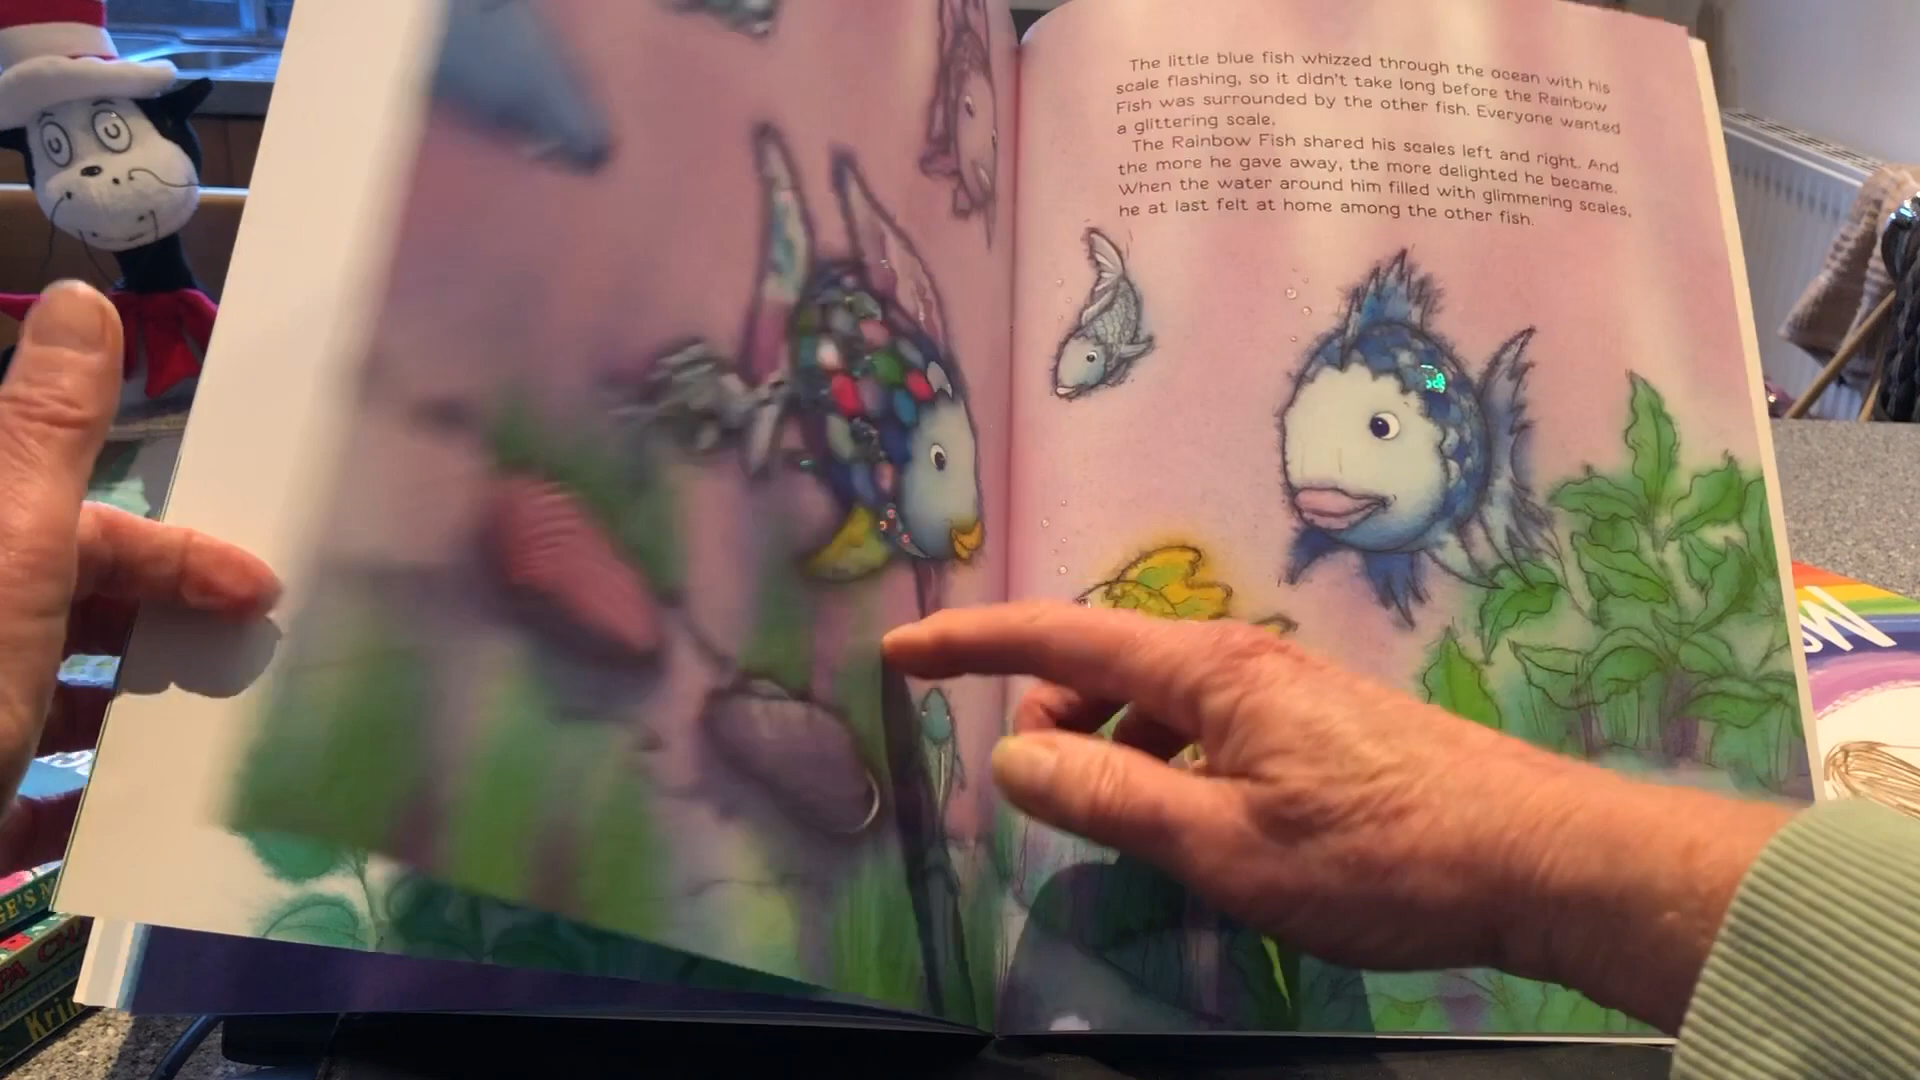 The little blue fish whizzed through the ocean with his
scale flashing, so it didn't take long before the Rainbow
Fish was surrounded by the other fish. Everyone wanted
a glittering scale.
The Rainbow Fish shared his scales left and right. And
the more he gave away, the more delighted he became.
When the water around him filled with glimmering scales,
he at last felt at home among the other fish.